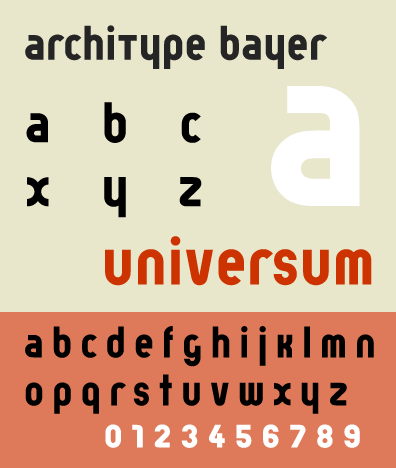 architype bayer
a b c
a
x y z
universum
abcdefghijklmn
opqrstuvwxyz
0123456789